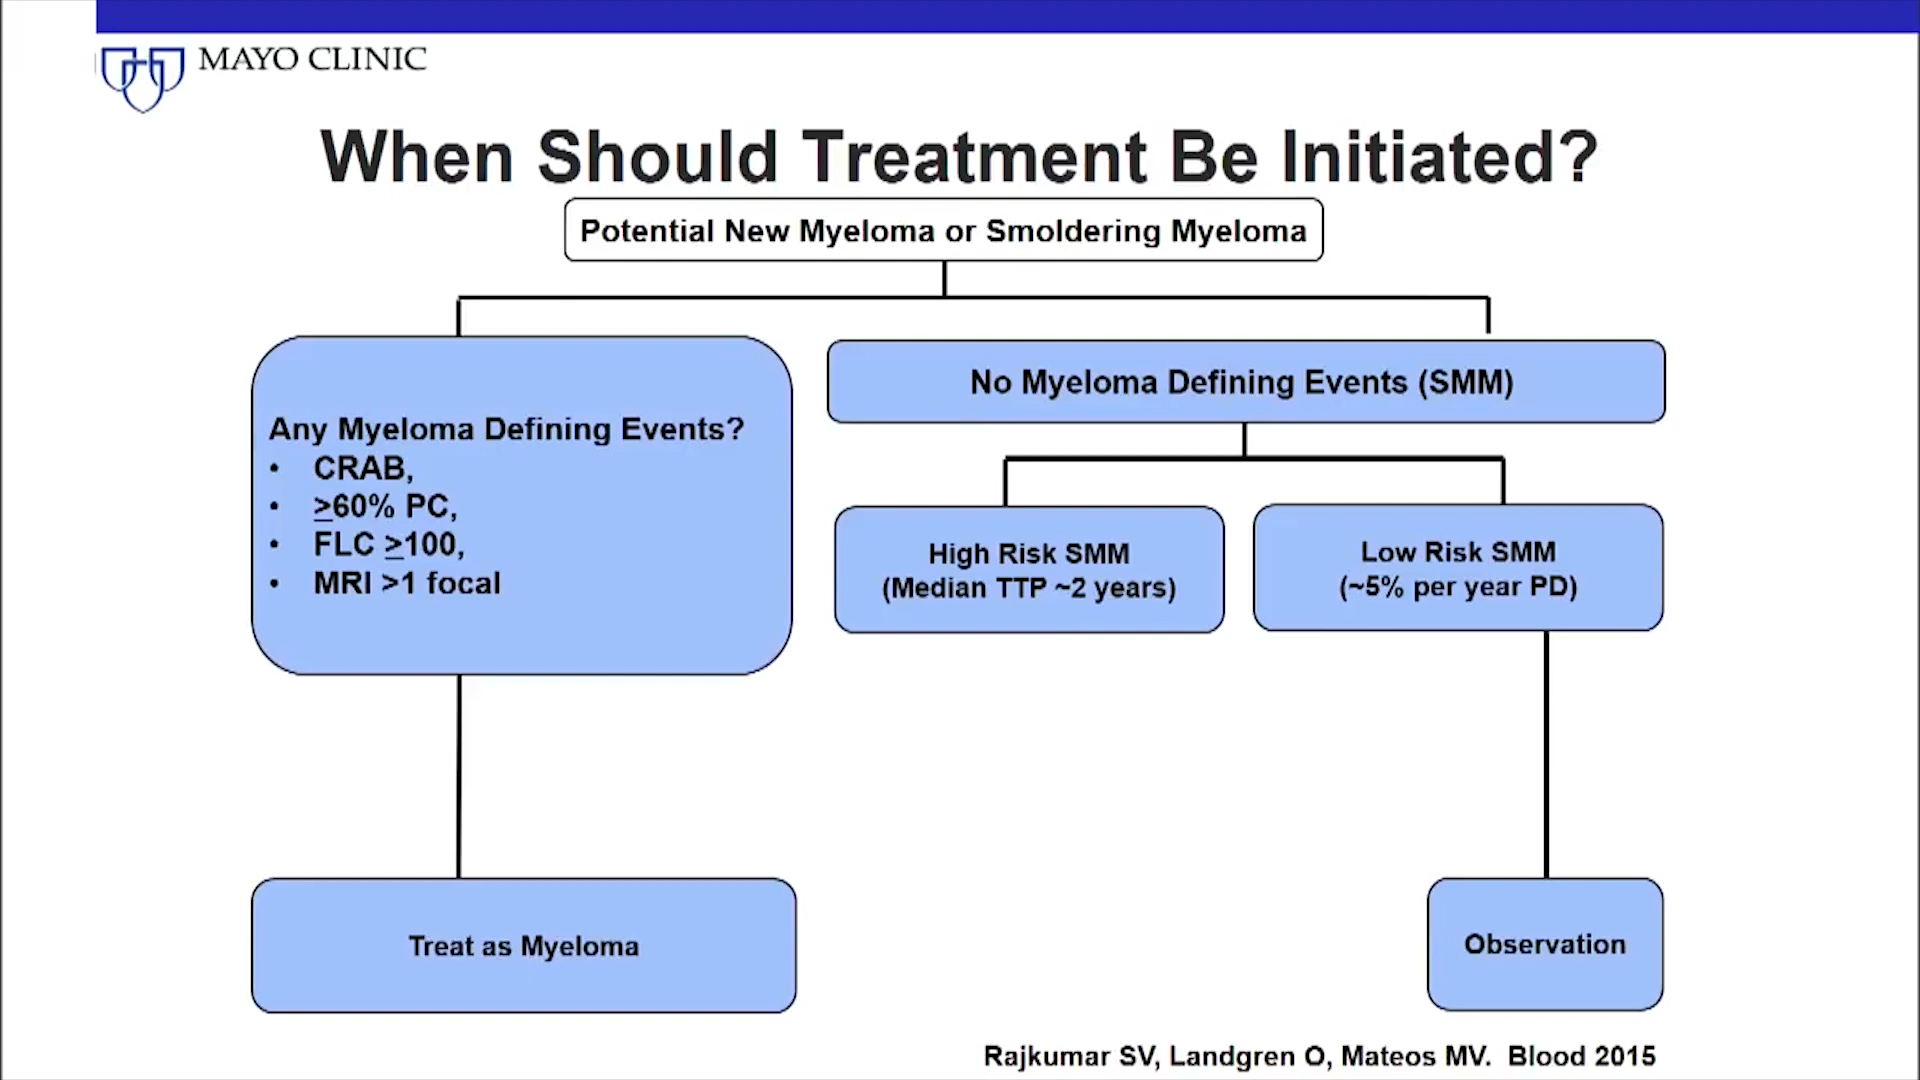 MAYO CLINIC
When Should Treatment Be Initiated?
Potential New Myeloma or Smoldering Myeloma
Any Myeloma Defining Events?
• CRAB,
• ≥60% PC,
• FLC ≥100,
• MRI >1 focal
No Myeloma Defining Events (SMM)
High Risk SMM
(Median TTP ~2 years)
Low Risk SMM
(~5% per year PD)
Treat as Myeloma
Observation
Rajkumar SV, Landgren O, Mateos MV.  Blood 2015